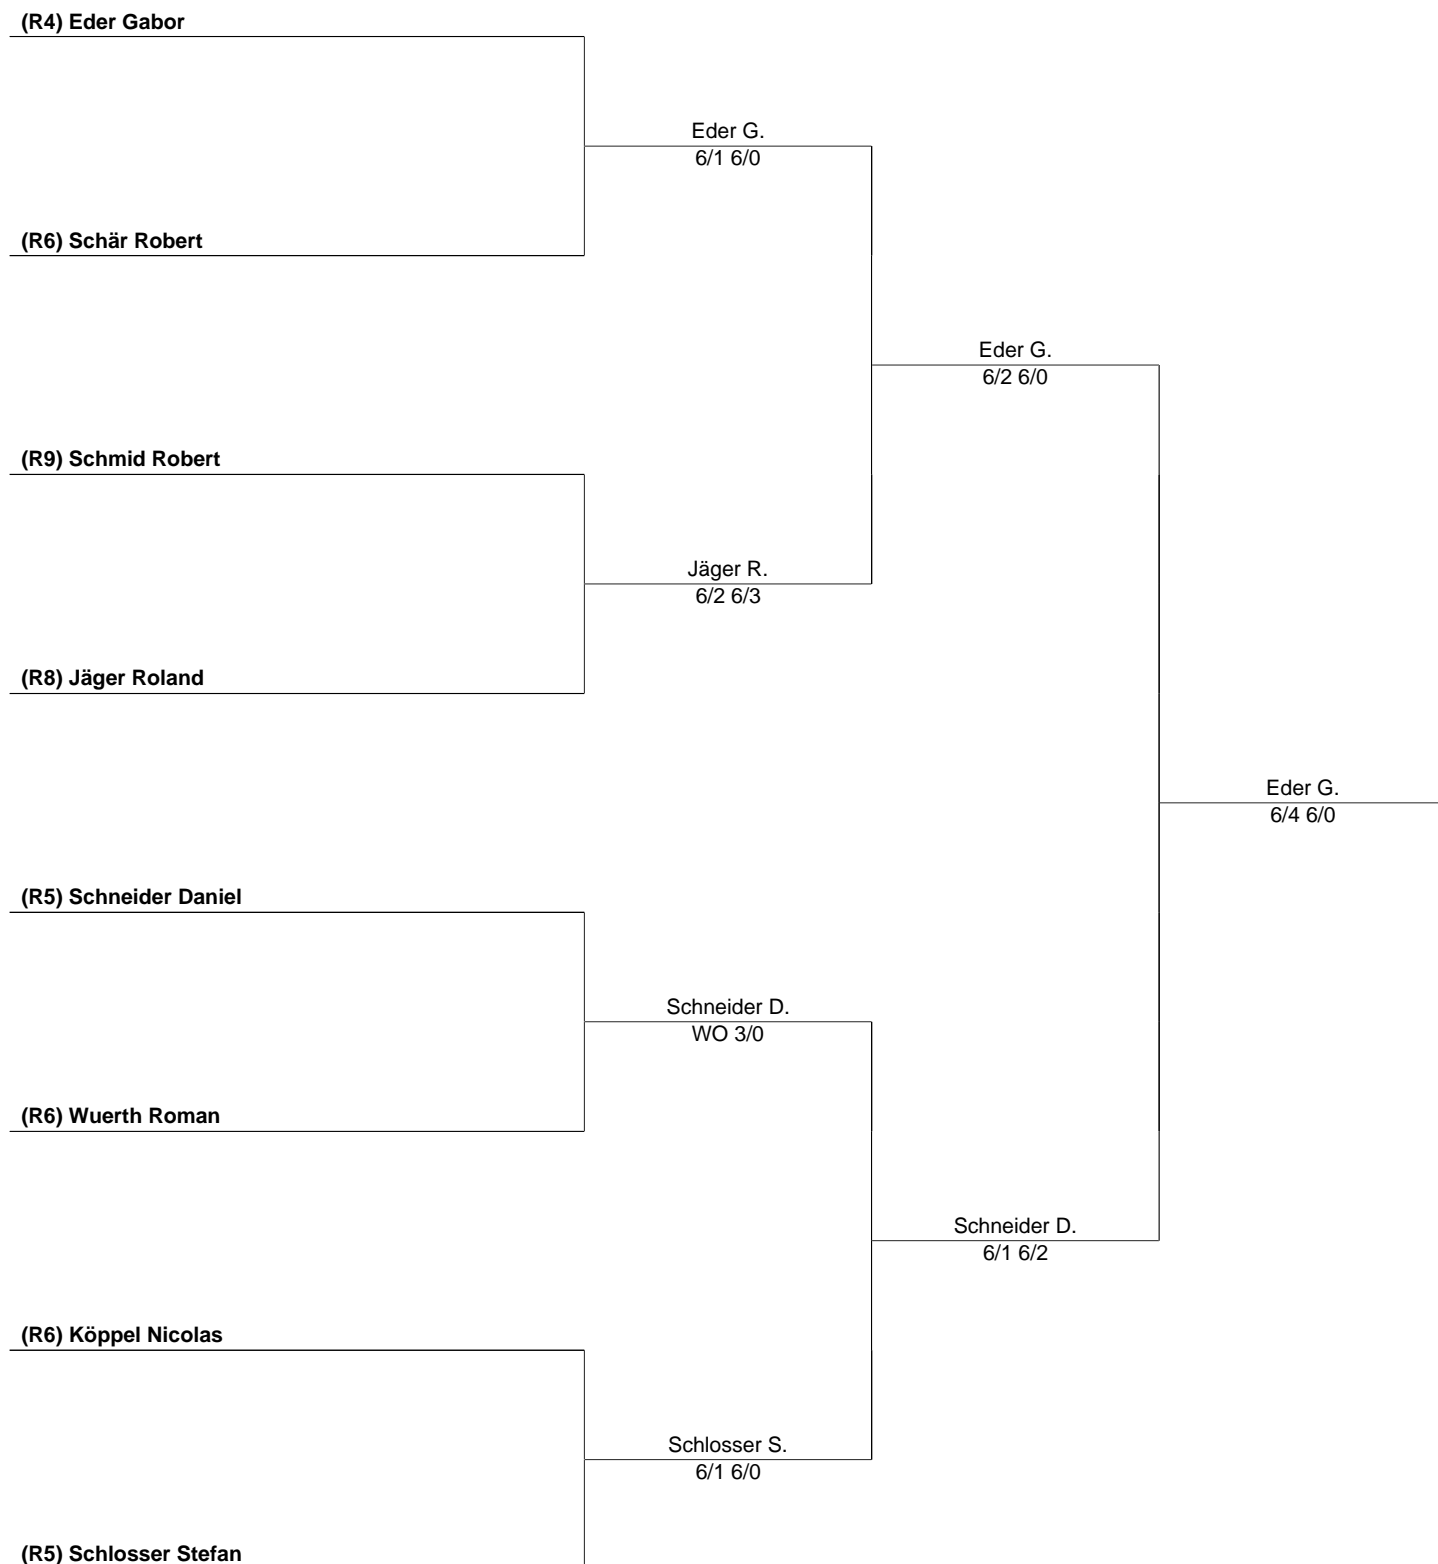 (R4) Eder Gabor
Eder G.
6/1 6/0
(R6) Schär Robert
Eder G.
6/2 6/0
(R9) Schmid Robert
Jäger R.
6/2 6/3
(R8) Jäger Roland
Eder G.
6/4 6/0
(R5) Schneider Daniel
Schneider D.
WO 3/0
(R6) Wuerth Roman
Schneider D.
6/1 6/2
(R6) Köppel Nicolas
Schlosser S.
6/1 6/0
(R5) Schlosser Stefan